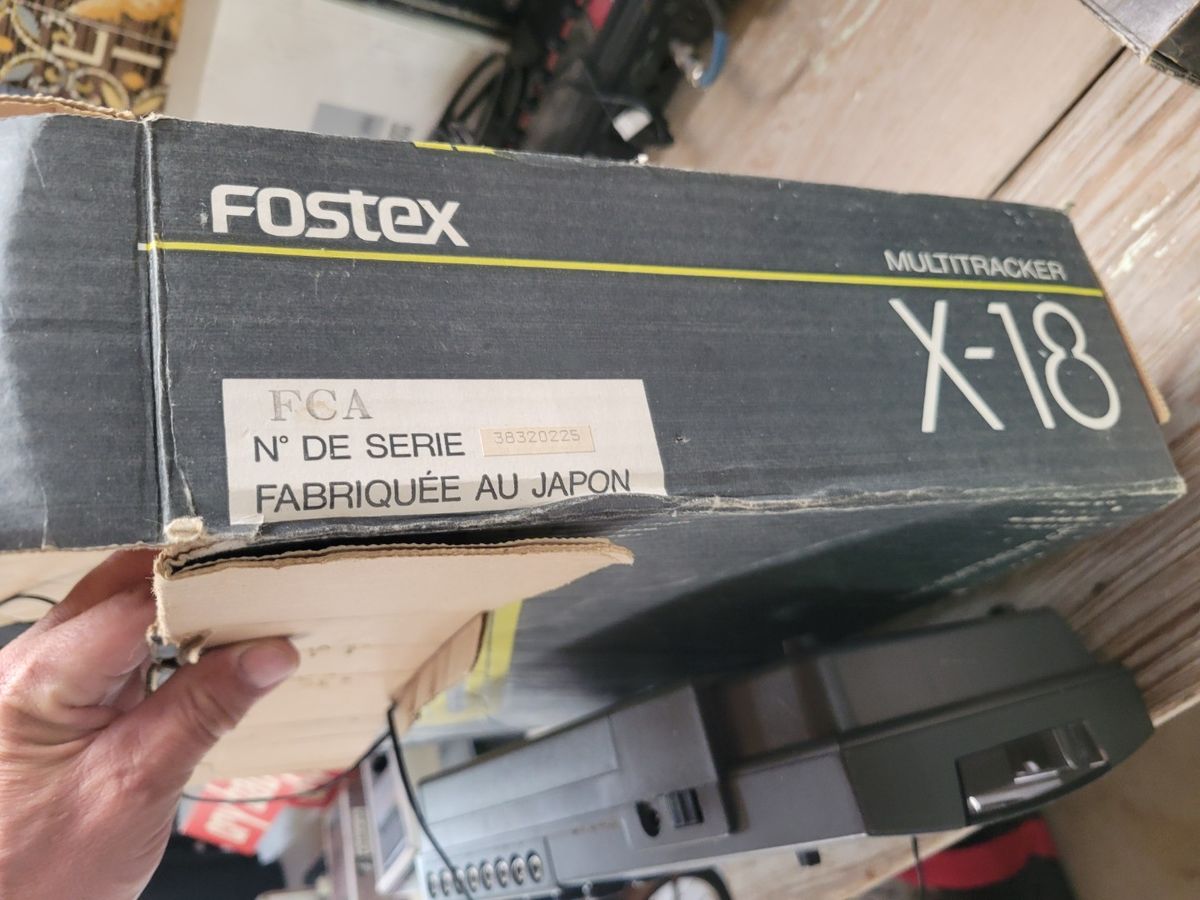 FOSTEX
MULTITRACKER
X-18
FCA
N° DE SERIE 38320225
FABRIQUÉE AU JAPON